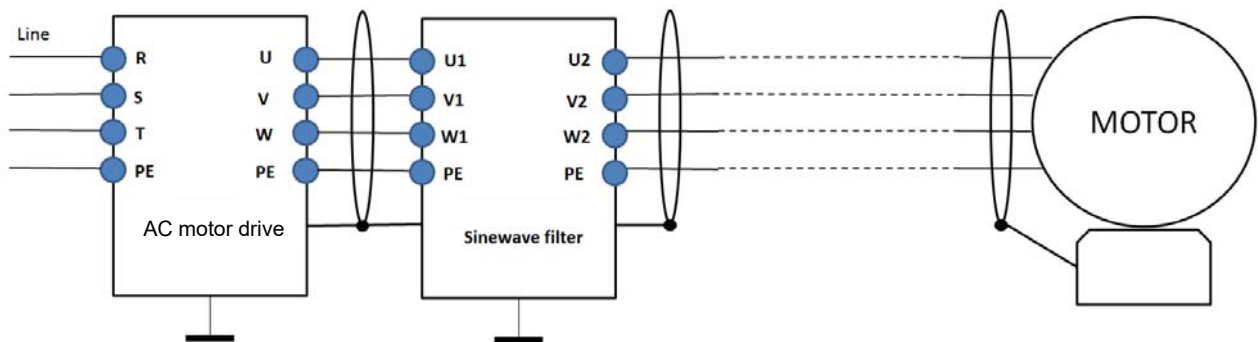 Line
R U U1 U2
S V V1 V2
T W W1 W2
PE PE PE PE
MOTOR
AC motor drive
Sinewave filter